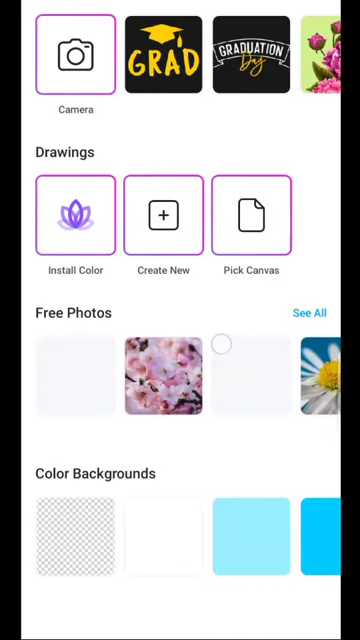 GRAD
GRADUATION
Day
Camera
Drawings
Install Color
Create New
Pick Canvas
Free Photos
See All
Color Backgrounds